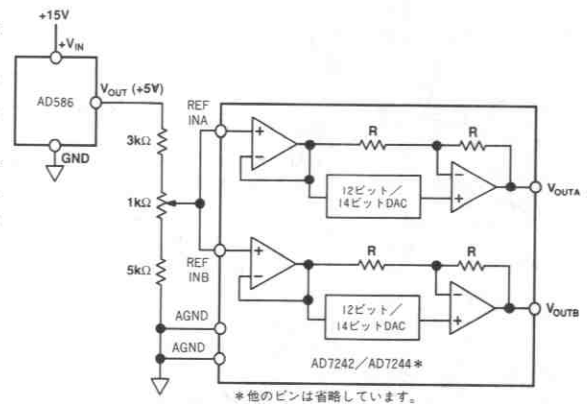 +15V
+VIN
VOUT (+5V)
AD586
GND
3kΩ
1kΩ
5kΩ
REF
INA
REF
INB
AGND
AGND
R
R
12ビット/
14ビットDAC
VOUTA
R
R
12ビット/
14ビットDAC
VOUTB
AD7242/AD7244*
*他のピンは省略しています。